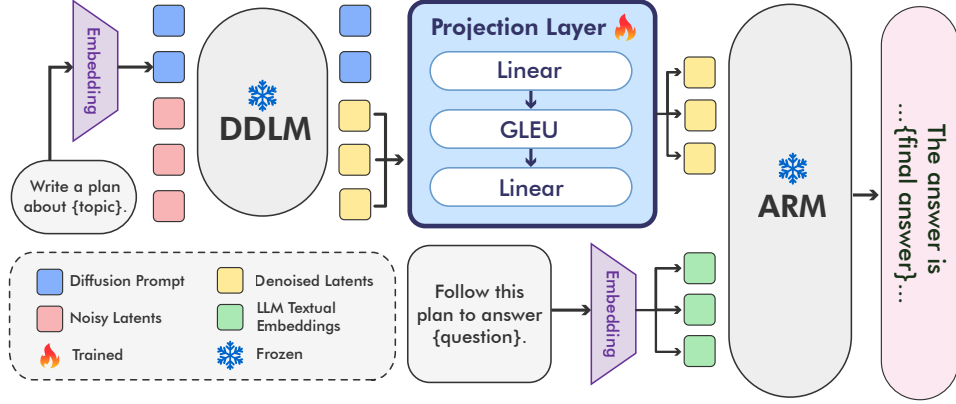 Embedding
Write a plan
about {topic}.
DDLM
Projection Layer
Linear
GLEU
Linear
ARM
The answer is
...{final answer}...
Follow this
plan to answer
{question}.
Embedding
Diffusion Prompt
Noisy Latents
Trained
Denoised Latents
LLM Textual
Embeddings
Frozen